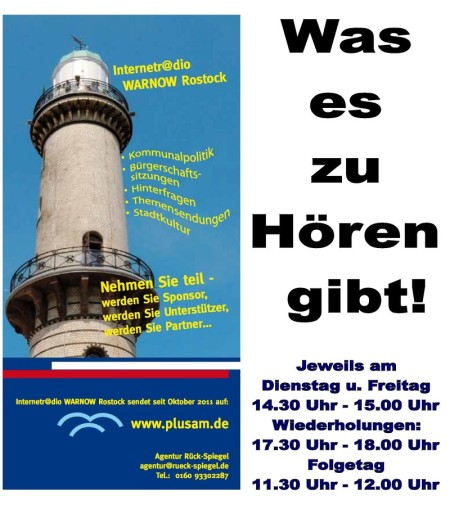 Internetr@dio
WARNOW Rostock
• Kommunalpolitik
• Bürgerschafts-
sitzungen
• Hinterfragen
• Themensendungen
• Stadtkultur
Nehmen Sie teil -
werden Sie Sponsor,
werden Sie Unterstützer,
werden Sie Partner...
Internetr@dio WARNOW Rostock sendet seit Oktober 2011 auf:
www.plusam.de
Agentur Rück-Spiegel
agentur@rueck-spiegel.de
Tel.: 0160 93302287
Was
es
zu
Hören
gibt!
Jeweils am
Dienstag u. Freitag
14.30 Uhr - 15.00 Uhr
Wiederholungen:
17.30 Uhr - 18.00 Uhr
Folgetag
11.30 Uhr - 12.00 Uhr